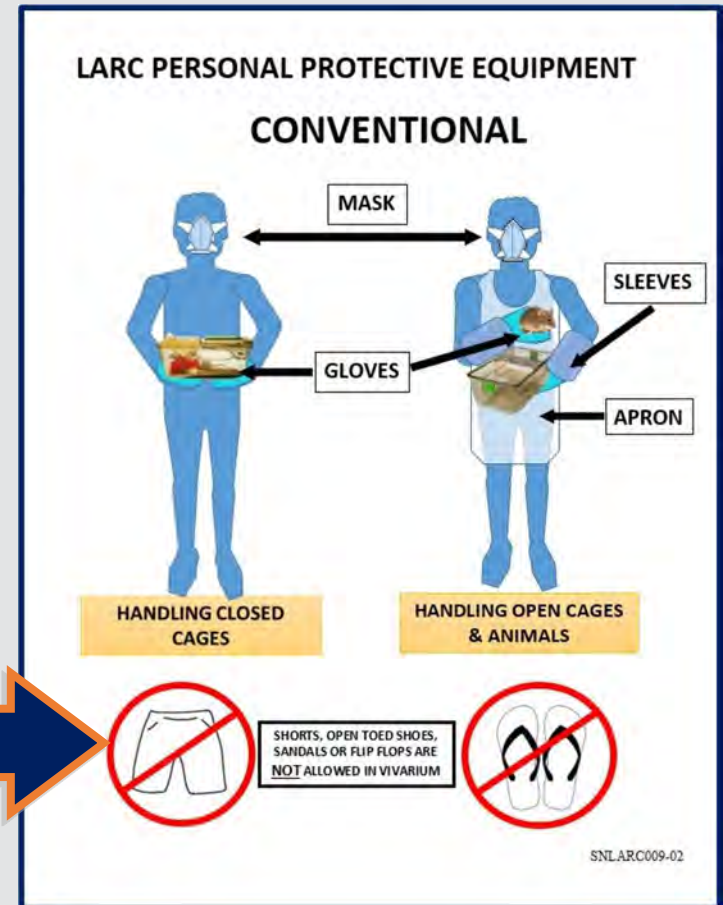 LARC PERSONAL PROTECTIVE EQUIPMENT
CONVENTIONAL
MASK
SLEEVES
GLOVES
APRON
HANDLING CLOSED
CAGES
HANDLING OPEN CAGES
& ANIMALS
SHORTS, OPEN TOED SHOES,
SANDALS OR FLIP FLOPS ARE
NOT ALLOWED IN VIVARIUM
SNLARC009-02